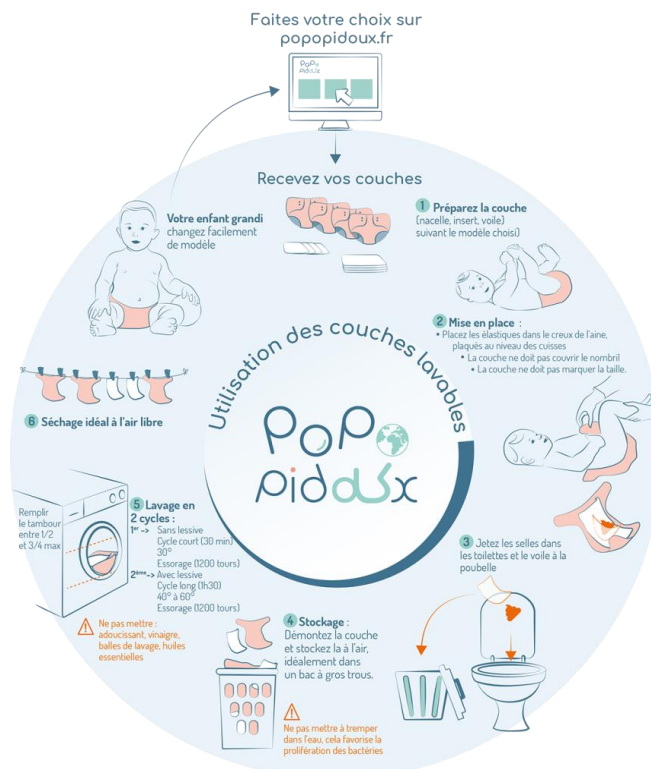 Faites votre choix sur
popopidoux.fr
PoPo
pidoux
Recevez vos couches
1 Préparez la couche
(nacelle, insert, voile)
suivant le modèle choisi)
2 Mise en place :
• Placez les élastiques dans le creux de l'aine,
plaqués au niveau des cuisses
• La couche ne doit pas couvrir le nombril
• La couche ne doit pas marquer la taille.
3 Jetez les selles dans
les toilettes et le voile à la
poubelle
4 Stockage :
Démontez la couche
et stockez la à l'air,
idéalement dans
un bac à gros trous.
Ne pas mettre à tremper
dans l'eau, cela favorise la
prolifération des bactéries
5 Lavage en
2 cycles :
1er -> Sans lessive
Cycle court (30 min)
30°
Essorage (1200 tours)
2ème -> Avec lessive
Cycle long (1h30)
40° à 60°
Essorage (1200 tours)
Remplir
le tambour
entre 1/2
et 3/4 max
Ne pas mettre :
adoucissant, vinaigre,
balles de lavage, huiles
essentielles
6 Séchage idéal à l'air libre
Votre enfant grandi
changez facilement
de modèle
Utilisation des couches lavables
PoPo
pidoux